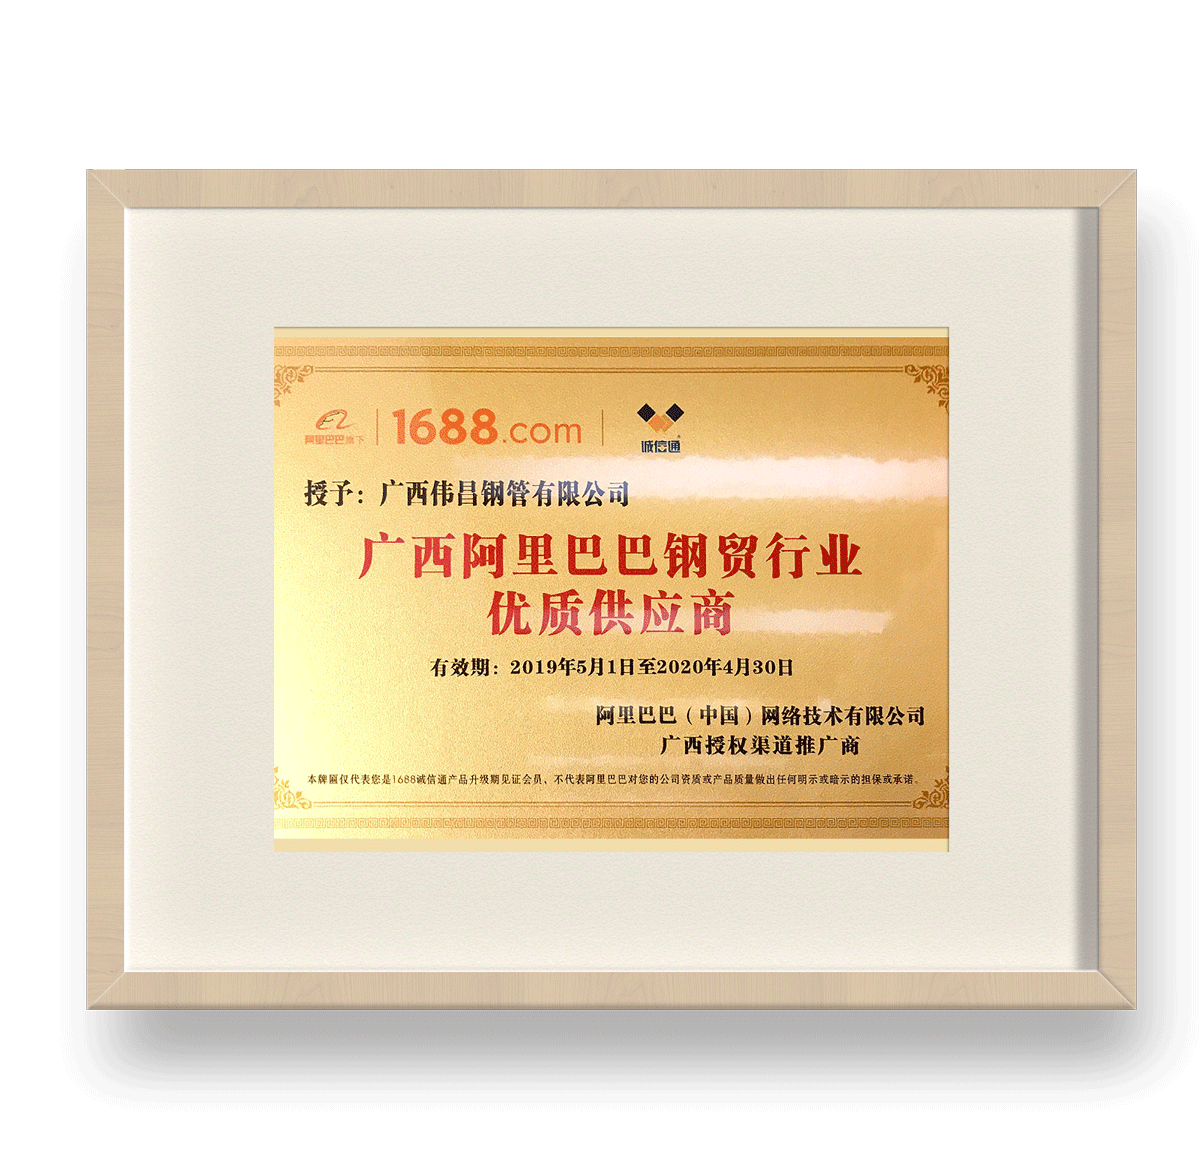 阿里巴巴旗下 1688.com 诚信通
授予：广西伟昌钢管有限公司
广西阿里巴巴钢贸行业
优质供应商
有效期：2019年5月1日至2020年4月30日
阿里巴巴（中国）网络技术有限公司
广西授权渠道推广商
本牌匾仅代表您是1688诚信通产品升级期见证会员、不代表阿里巴巴对您的公司资质或产品质量做出任何明示或暗示的担保或承诺。